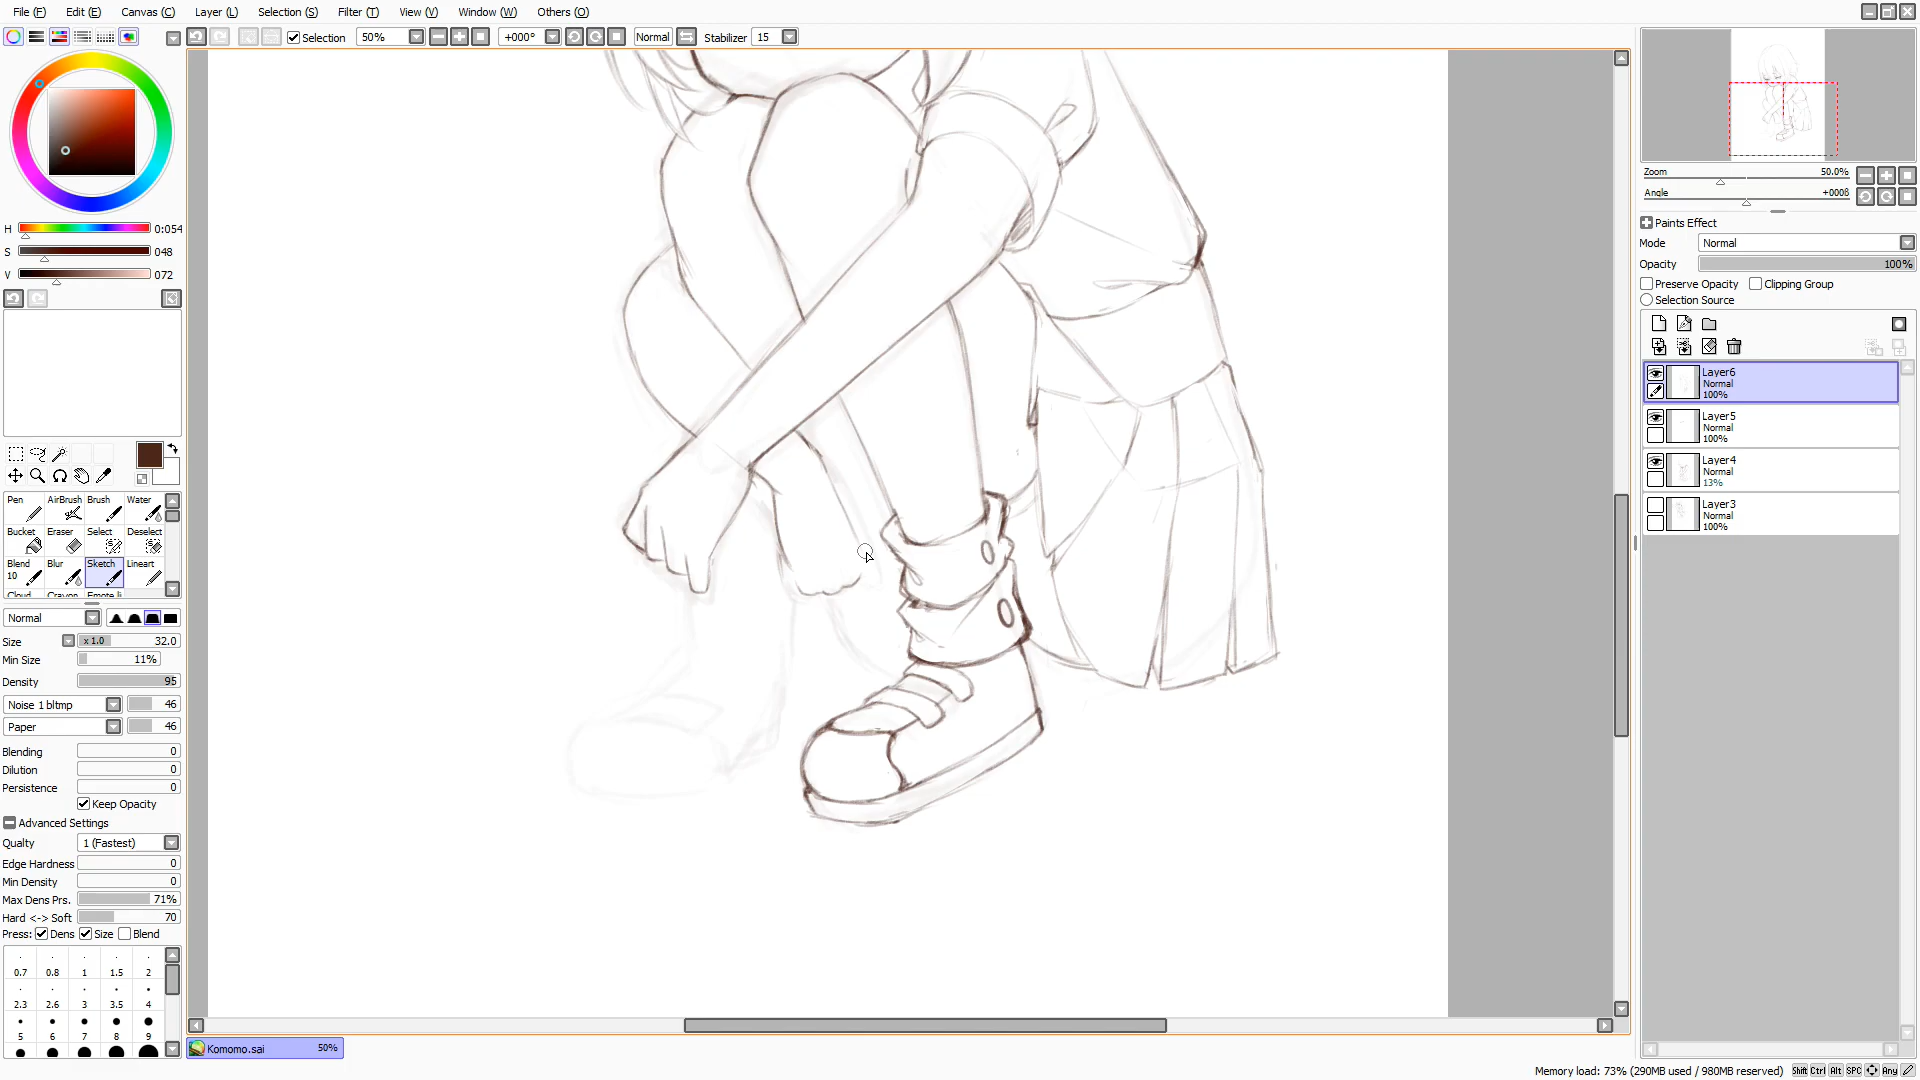 File (F) Edit (E) Canvas (C) Layer (L) Selection (S) Filter (T) View (V) Window (W) Others (O)
Selection 50% +000° Normal Stabilizer 15
H 0:054
S 048
V 072
Pen AirBrush Brush Water
Bucket Eraser Select Deselect
Blend Blur Sketch Lineart
10
Cloud Crayon Emote li
Normal
Size x 1.0 32.0
Min Size 11%
Density 95
Noise 1 bltmp 46
Paper 46
Blending 0
Dilution 0
Persistence 0
Keep Opacity
Advanced Settings
Qualty 1 (Fastest)
Edge Hardness 0
Min Density 0
Max Dens Prs. 71%
Hard <-> Soft 70
Press: Dens Size Blend
0.7 0.8 1 1.5 2
2.3 2.6 3 3.5 4
5 6 7 8 9
Komomo.sai 50%
Zoom 50.0%
Angle +000ß
Paints Effect
Mode Normal
Opacity 100%
Preserve Opacity Clipping Group
Selection Source
Layer6
Normal
100%
Layer5
Normal
100%
Layer4
Normal
13%
Layer3
Normal
100%
Memory load: 73% (290MB used / 980MB reserved) Shift Ctrl Alt SPC Any